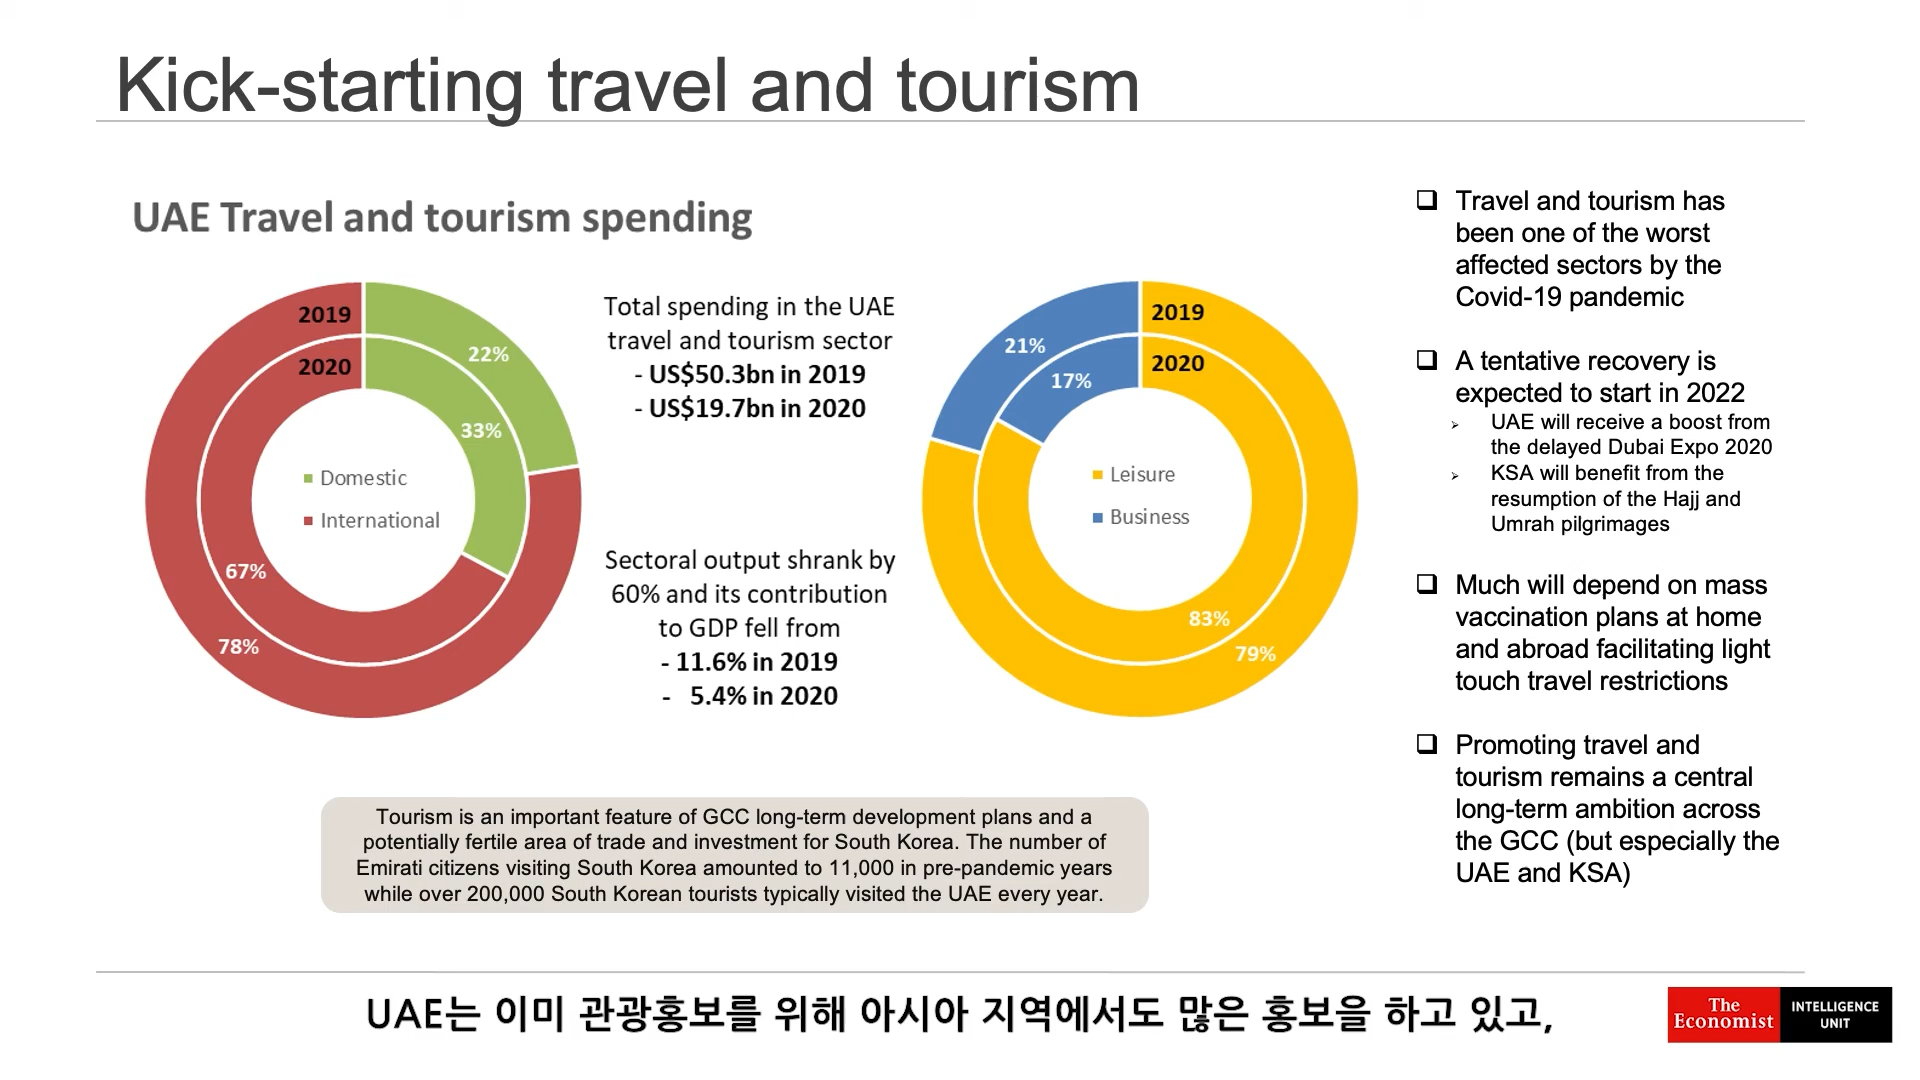 Kick-starting travel and tourism
UAE Travel and tourism spending
2019
2020
22%
33%
67%
78%
Domestic
International
Total spending in the UAE
travel and tourism sector
- US$50.3bn in 2019
- US$19.7bn in 2020
Sectoral output shrank by
60% and its contribution
to GDP fell from
- 11.6% in 2019
- 5.4% in 2020
2019
2020
21%
17%
83%
79%
Leisure
Business
Travel and tourism has
been one of the worst
affected sectors by the
Covid-19 pandemic
A tentative recovery is
expected to start in 2022
UAE will receive a boost from
the delayed Dubai Expo 2020
KSA will benefit from the
resumption of the Hajj and
Umrah pilgrimages
Much will depend on mass
vaccination plans at home
and abroad facilitating light
touch travel restrictions
Promoting travel and
tourism remains a central
long-term ambition across
the GCC (but especially the
UAE and KSA)
Tourism is an important feature of GCC long-term development plans and a
potentially fertile area of trade and investment for South Korea. The number of
Emirati citizens visiting South Korea amounted to 11,000 in pre-pandemic years
while over 200,000 South Korean tourists typically visited the UAE every year.
UAE는 이미 관광홍보를 위해 아시아 지역에서도 많은 홍보을 하고 있고,
The
Economist
INTELLIGENCE
UNIT